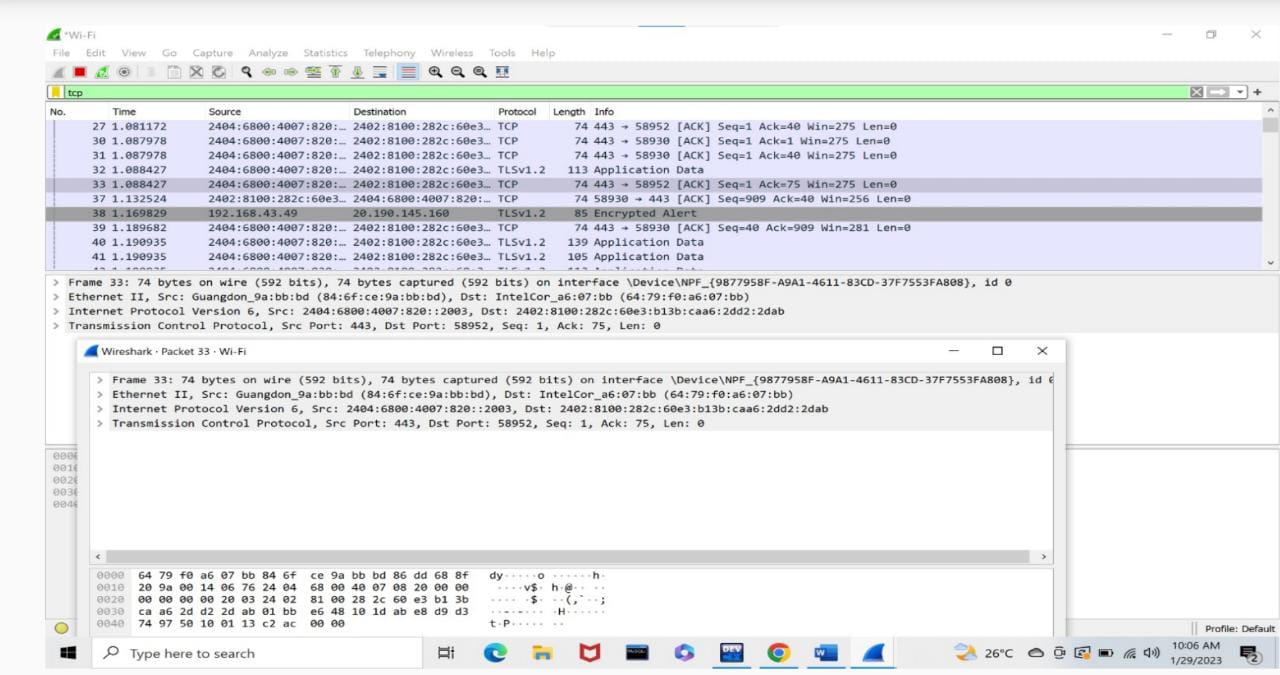 *Wi-Fi
File Edit View Go Capture Analyze Statistics Telephony Wireless Tools Help
tcp
No. Time Source Destination Protocol Length Info
27 1.081172 2404:6800:4007:820:… 2402:8100:282c:60e3… TCP 74 443 → 58952 [ACK] Seq=1 Ack=40 Win=275 Len=0
30 1.087978 2404:6800:4007:820:… 2402:8100:282c:60e3… TCP 74 443 → 58930 [ACK] Seq=1 Ack=1 Win=275 Len=0
31 1.087978 2404:6800:4007:820:… 2402:8100:282c:60e3… TCP 74 443 → 58930 [ACK] Seq=1 Ack=40 Win=275 Len=0
32 1.088427 2404:6800:4007:820:… 2402:8100:282c:60e3… TLSv1.2 113 Application Data
33 1.088427 2404:6800:4007:820:… 2402:8100:282c:60e3… TCP 74 443 → 58952 [ACK] Seq=1 Ack=75 Win=275 Len=0
37 1.132524 2402:8100:282c:60e3… 2404:6800:4007:820:… TCP 74 58930 → 443 [ACK] Seq=909 Ack=40 Win=256 Len=0
38 1.169829 192.168.43.49 20.190.145.160 TLSv1.2 85 Encrypted Alert
39 1.189682 2404:6800:4007:820:… 2402:8100:282c:60e3… TCP 74 443 → 58930 [ACK] Seq=40 Ack=909 Win=281 Len=0
40 1.190935 2404:6800:4007:820:… 2402:8100:282c:60e3… TLSv1.2 139 Application Data
41 1.190935 2404:6800:4007:820:… 2402:8100:282c:60e3… TLSv1.2 105 Application Data
> Frame 33: 74 bytes on wire (592 bits), 74 bytes captured (592 bits) on interface \Device\NPF_{9877958F-A9A1-4611-83CD-37F7553FA808}, id 0
> Ethernet II, Src: Guangdon_9a:bb:bd (84:6f:ce:9a:bb:bd), Dst: IntelCor_a6:07:bb (64:79:f0:a6:07:bb)
> Internet Protocol Version 6, Src: 2404:6800:4007:820::2003, Dst: 2402:8100:282c:60e3:b13b:caa6:2dd2:2dab
> Transmission Control Protocol, Src Port: 443, Dst Port: 58952, Seq: 1, Ack: 75, Len: 0
Wireshark · Packet 33 · Wi-Fi
> Frame 33: 74 bytes on wire (592 bits), 74 bytes captured (592 bits) on interface \Device\NPF_{9877958F-A9A1-4611-83CD-37F7553FA808}, id
> Ethernet II, Src: Guangdon_9a:bb:bd (84:6f:ce:9a:bb:bd), Dst: IntelCor_a6:07:bb (64:79:f0:a6:07:bb)
> Internet Protocol Version 6, Src: 2404:6800:4007:820::2003, Dst: 2402:8100:282c:60e3:b13b:caa6:2dd2:2dab
> Transmission Control Protocol, Src Port: 443, Dst Port: 58952, Seq: 1, Ack: 75, Len: 0
0000 64 79 f0 a6 07 bb 84 6f ce 9a bb bd 86 dd 68 8f dy·····o ······h·
0010 20 9a 00 14 06 76 24 04 68 00 40 07 08 20 00 00 ····v$· h·@·· ··
0020 00 00 00 00 20 03 24 02 81 00 28 2c 60 e3 b1 3b ···· ·$· ··(,`··;
0030 ca a6 2d d2 2d ab 01 bb e6 48 10 1d ab e8 d9 d3 ··-·-··· ·H······
0040 74 97 50 10 01 13 c2 ac 00 00 t·P····· ··
Profile: Default
Type here to search
DEV
26°C
10:06 AM
1/29/2023
2